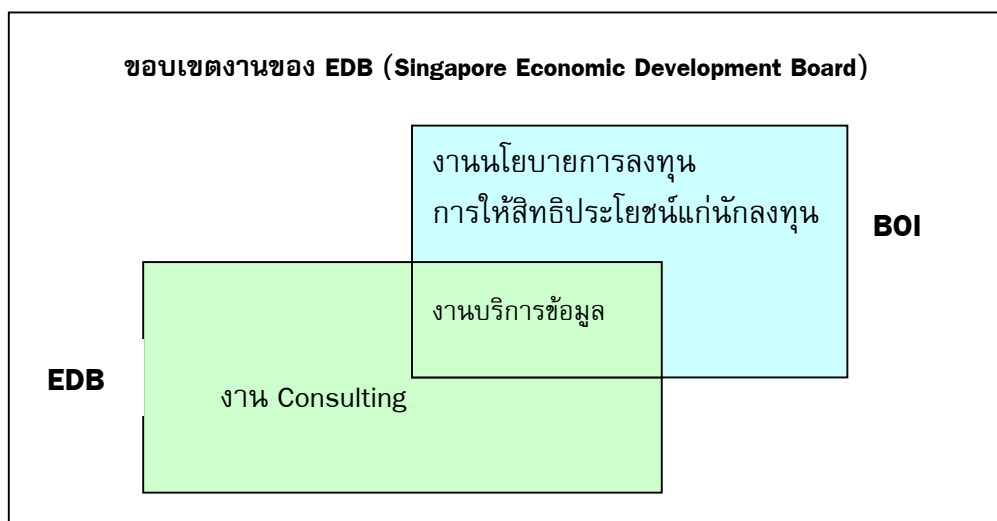 ขอบเขตงานของ EDB (Singapore Economic Development Board)
งานนโยบายการลงทุน
การให้สิทธิประโยชน์แก่นักลงทุน
BOI
งานบริการข้อมูล
EDB
งาน Consulting